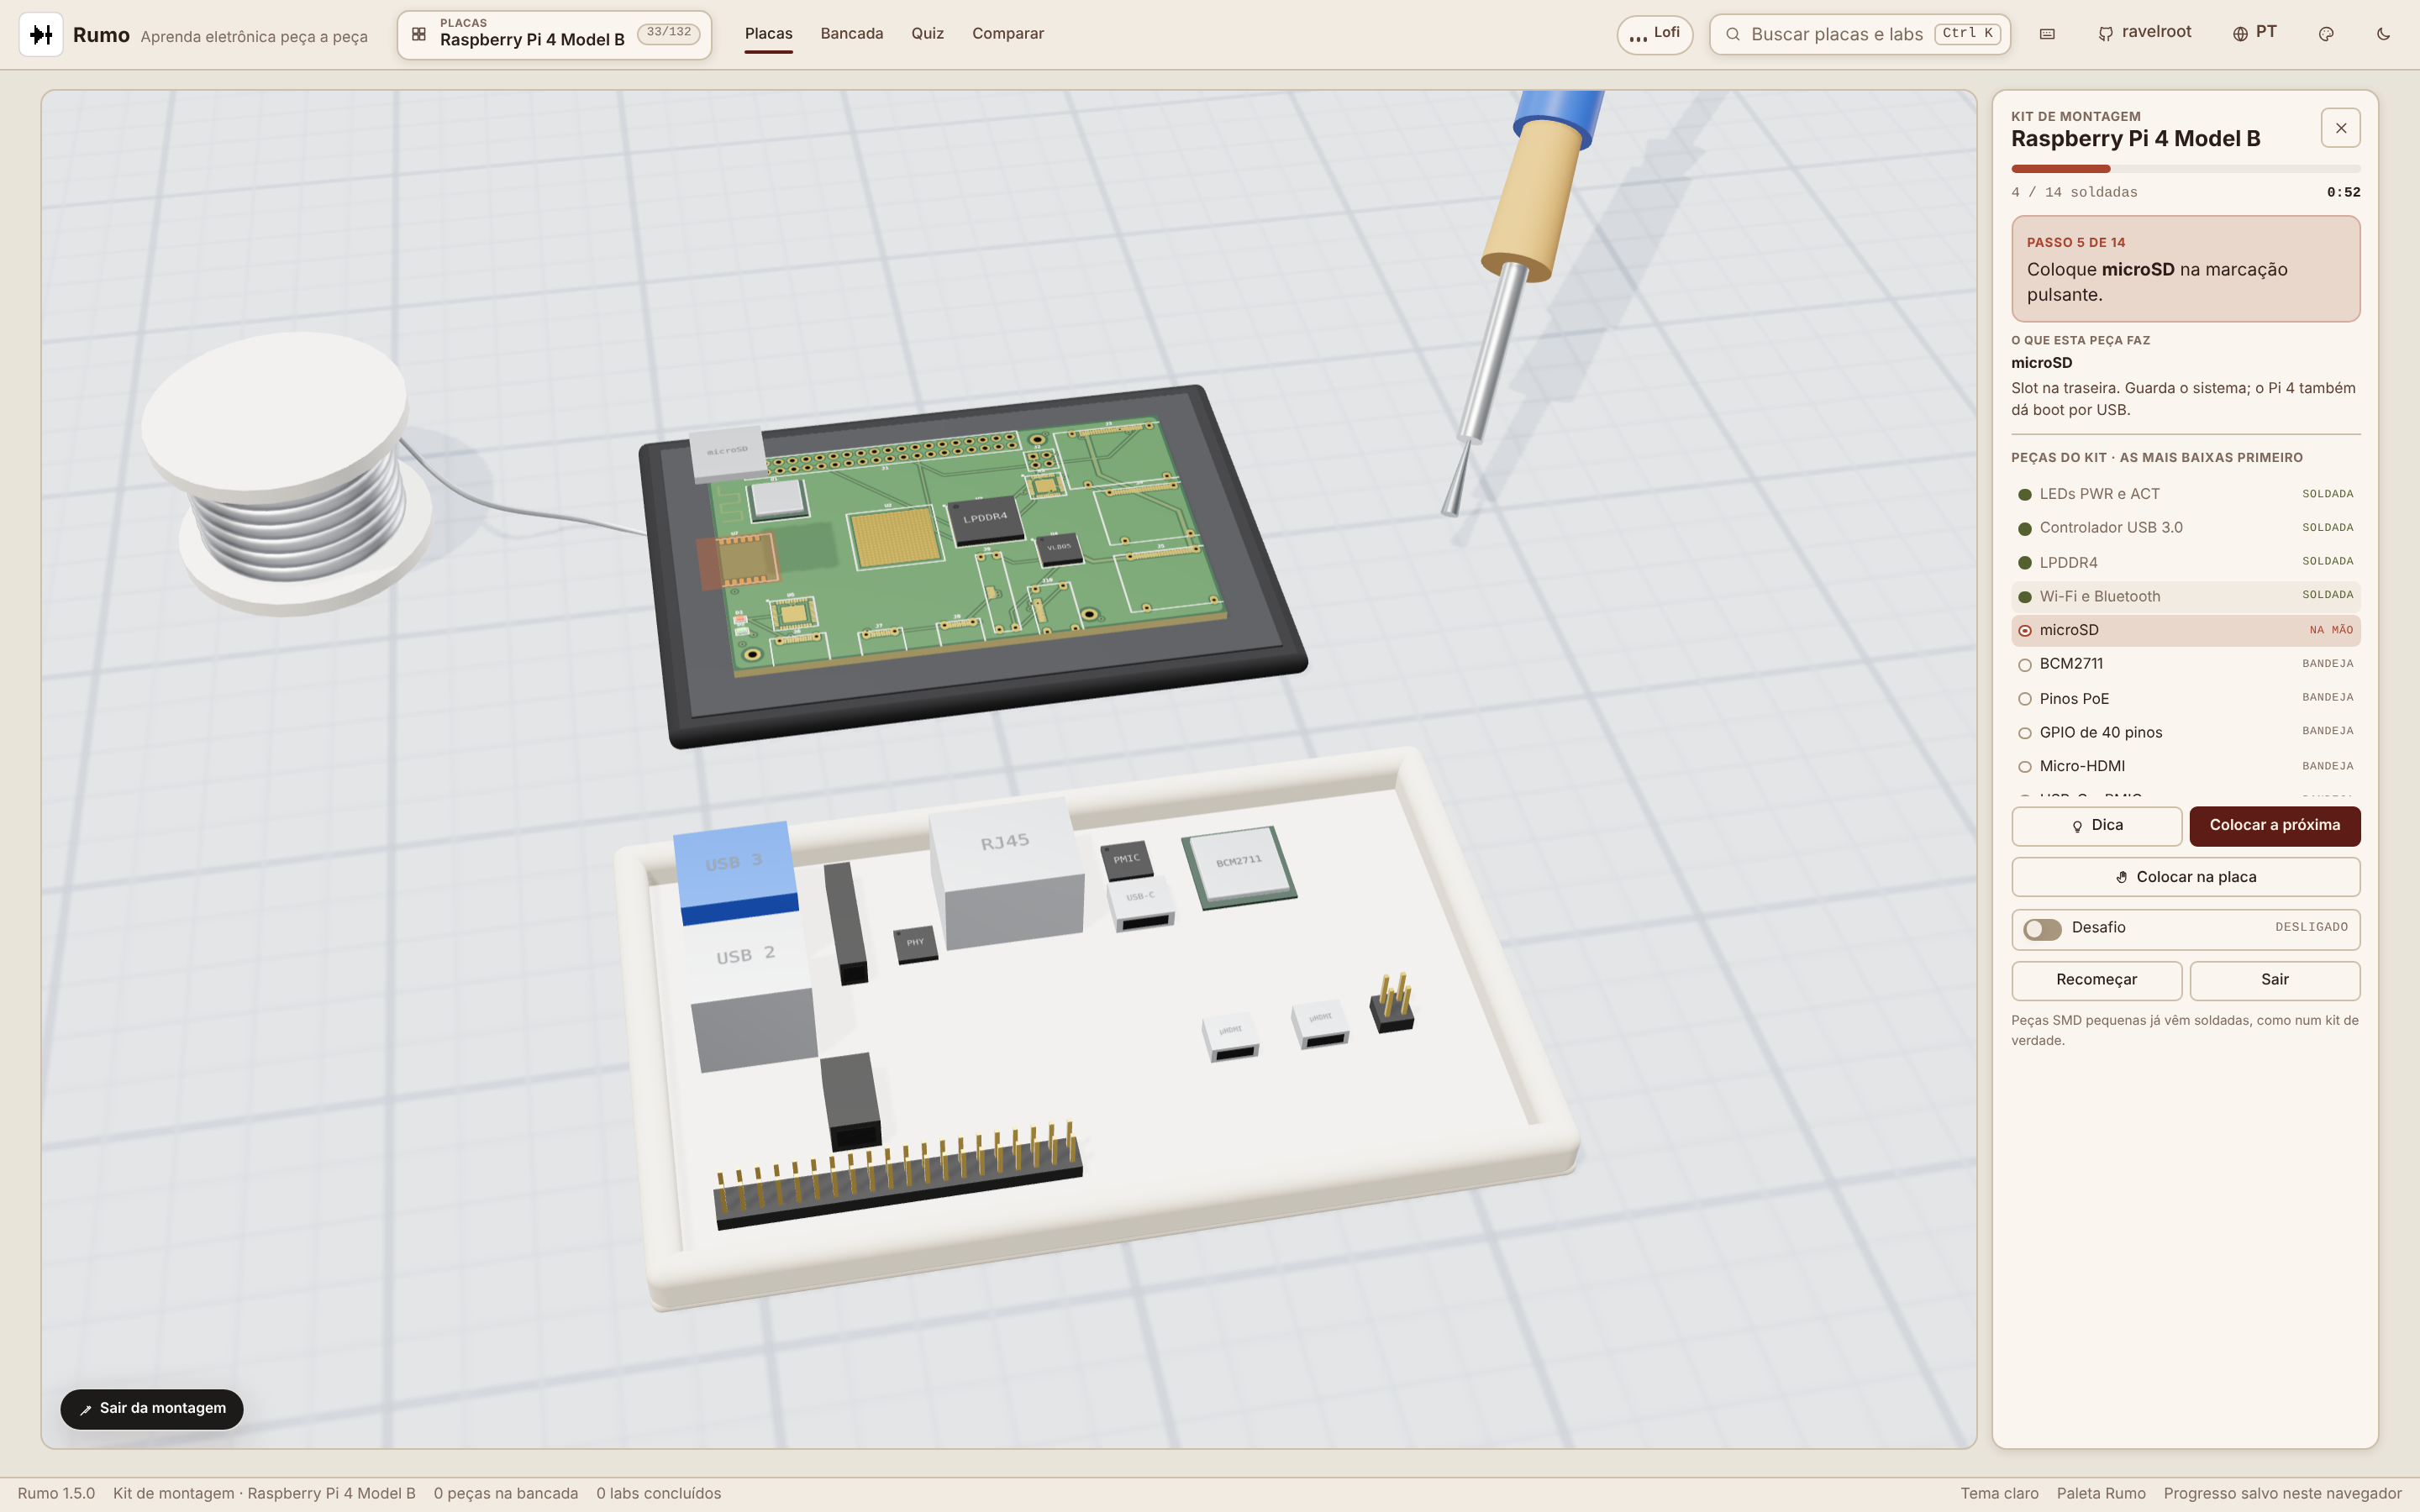 Rumo
Aprenda eletrônica peça a peça
PLACAS
Raspberry Pi 4 Model B
33/132
Placas
Bancada
Quiz
Comparar
Lofi
Buscar placas e labs
Ctrl K
ravelroot
PT
microSD
LPDDR4
VL805
USB 3
USB 2
RJ45
PHY
PMIC
USB-C
BCM2711
µHDMI
µHDMI
Sair da montagem
KIT DE MONTAGEM
Raspberry Pi 4 Model B
4 / 14 soldadas
0:52
PASSO 5 DE 14
Coloque microSD na marcação
pulsante.
O QUE ESTA PEÇA FAZ
microSD
Slot na traseira. Guarda o sistema; o Pi 4 também
dá boot por USB.
PEÇAS DO KIT · AS MAIS BAIXAS PRIMEIRO
LEDs PWR e ACT SOLDADA
Controlador USB 3.0 SOLDADA
LPDDR4 SOLDADA
Wi-Fi e Bluetooth SOLDADA
microSD NA MÃO
BCM2711 BANDEJA
Pinos PoE BANDEJA
GPIO de 40 pinos BANDEJA
Micro-HDMI BANDEJA
Dica
Colocar a próxima
Colocar na placa
Desafio DESLIGADO
Recomeçar
Sair
Peças SMD pequenas já vêm soldadas, como num kit de
verdade.
Rumo 1.5.0
Kit de montagem · Raspberry Pi 4 Model B
0 peças na bancada
0 labs concluídos
Tema claro
Paleta Rumo
Progresso salvo neste navegador